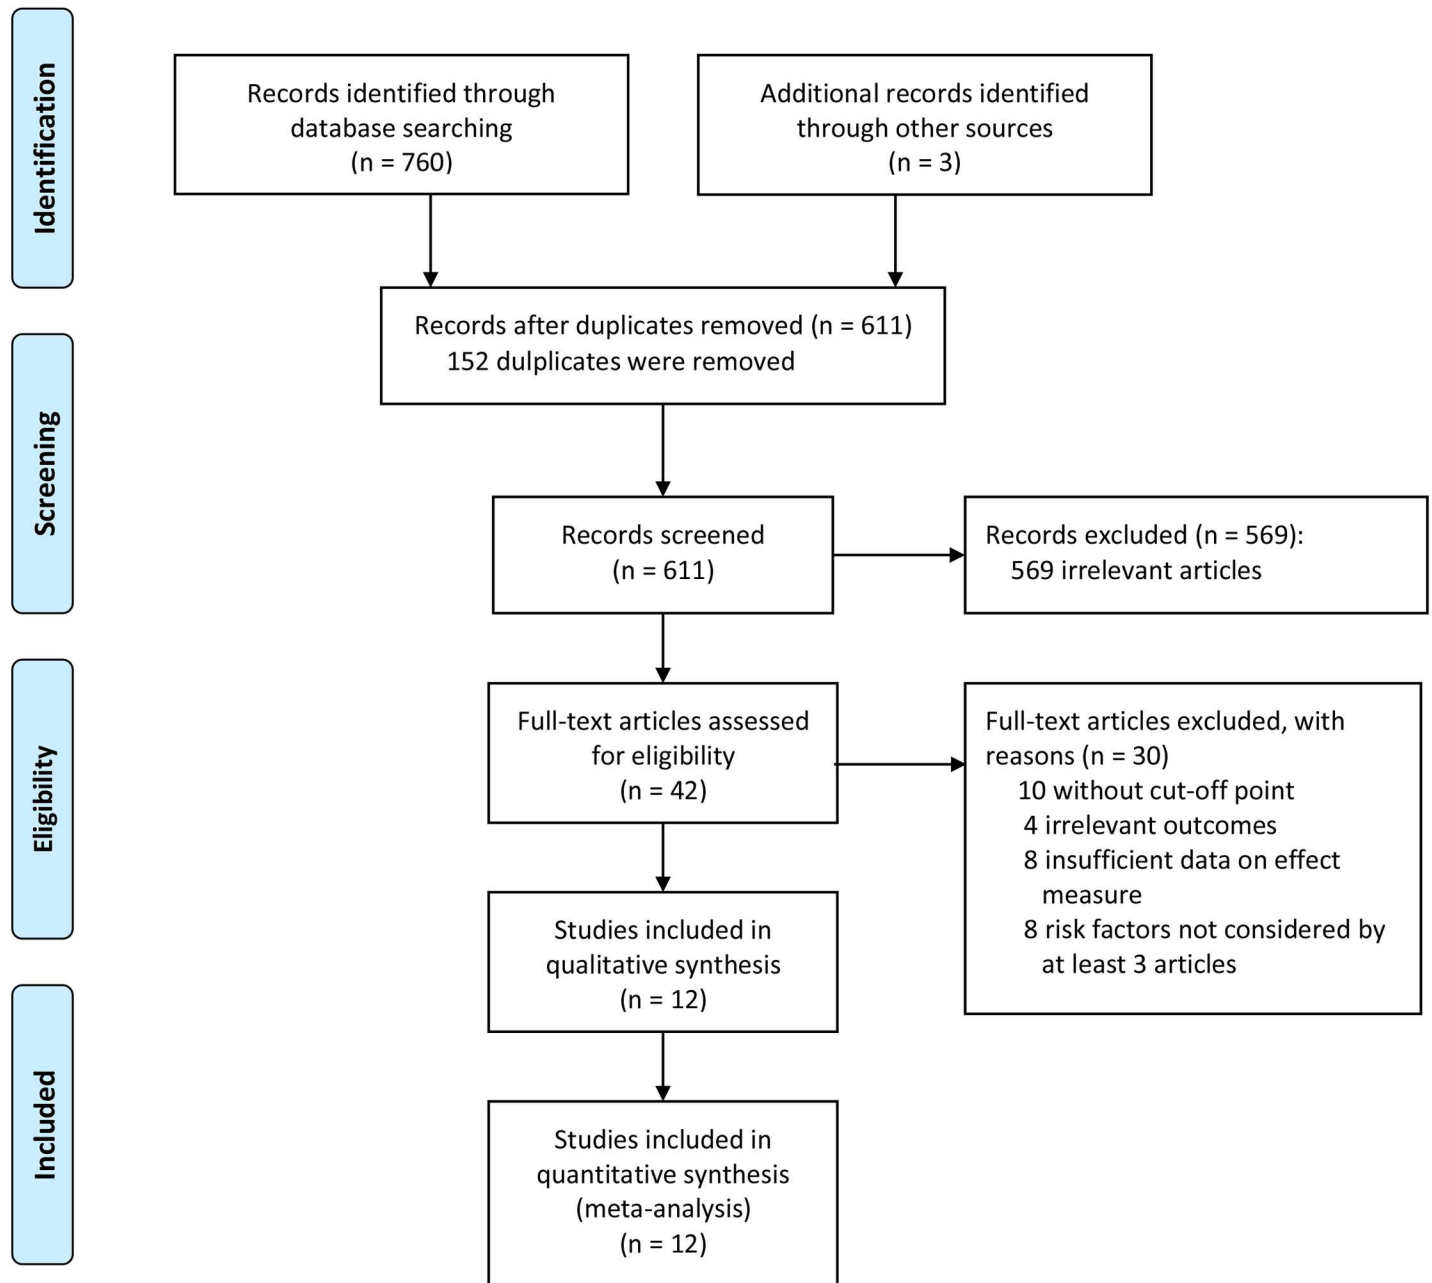 Identification
Records identified through
database searching
(n = 760)
Additional records identified
through other sources
(n = 3)
Records after duplicates removed (n = 611)
152 dulplicates were removed
Screening
Records screened
(n = 611)
Records excluded (n = 569):
569 irrelevant articles
Eligibility
Full-text articles assessed
for eligibility
(n = 42)
Full-text articles excluded, with
reasons (n = 30)
10 without cut-off point
4 irrelevant outcomes
8 insufficient data on effect
measure
8 risk factors not considered by
at least 3 articles
Studies included in
qualitative synthesis
(n = 12)
Included
Studies included in
quantitative synthesis
(meta-analysis)
(n = 12)